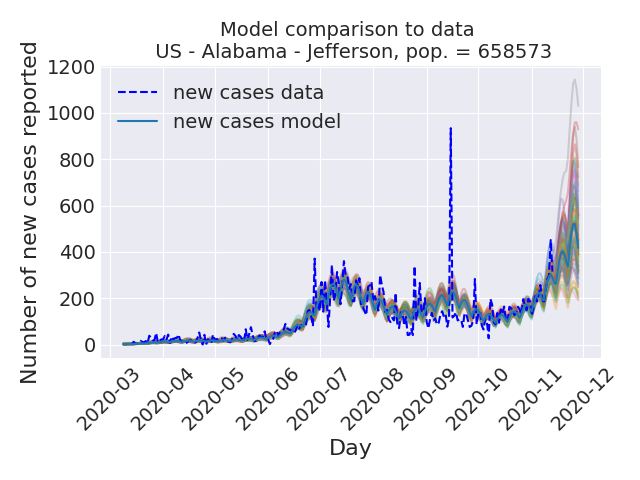 Model comparison to data
US - Alabama - Jefferson, pop. = 658573
Number of new cases reported
1200
1000
800
600
400
200
0
new cases data
new cases model
2020-03
2020-04
2020-05
2020-06
2020-07
2020-08
2020-09
2020-10
2020-11
2020-12
Day